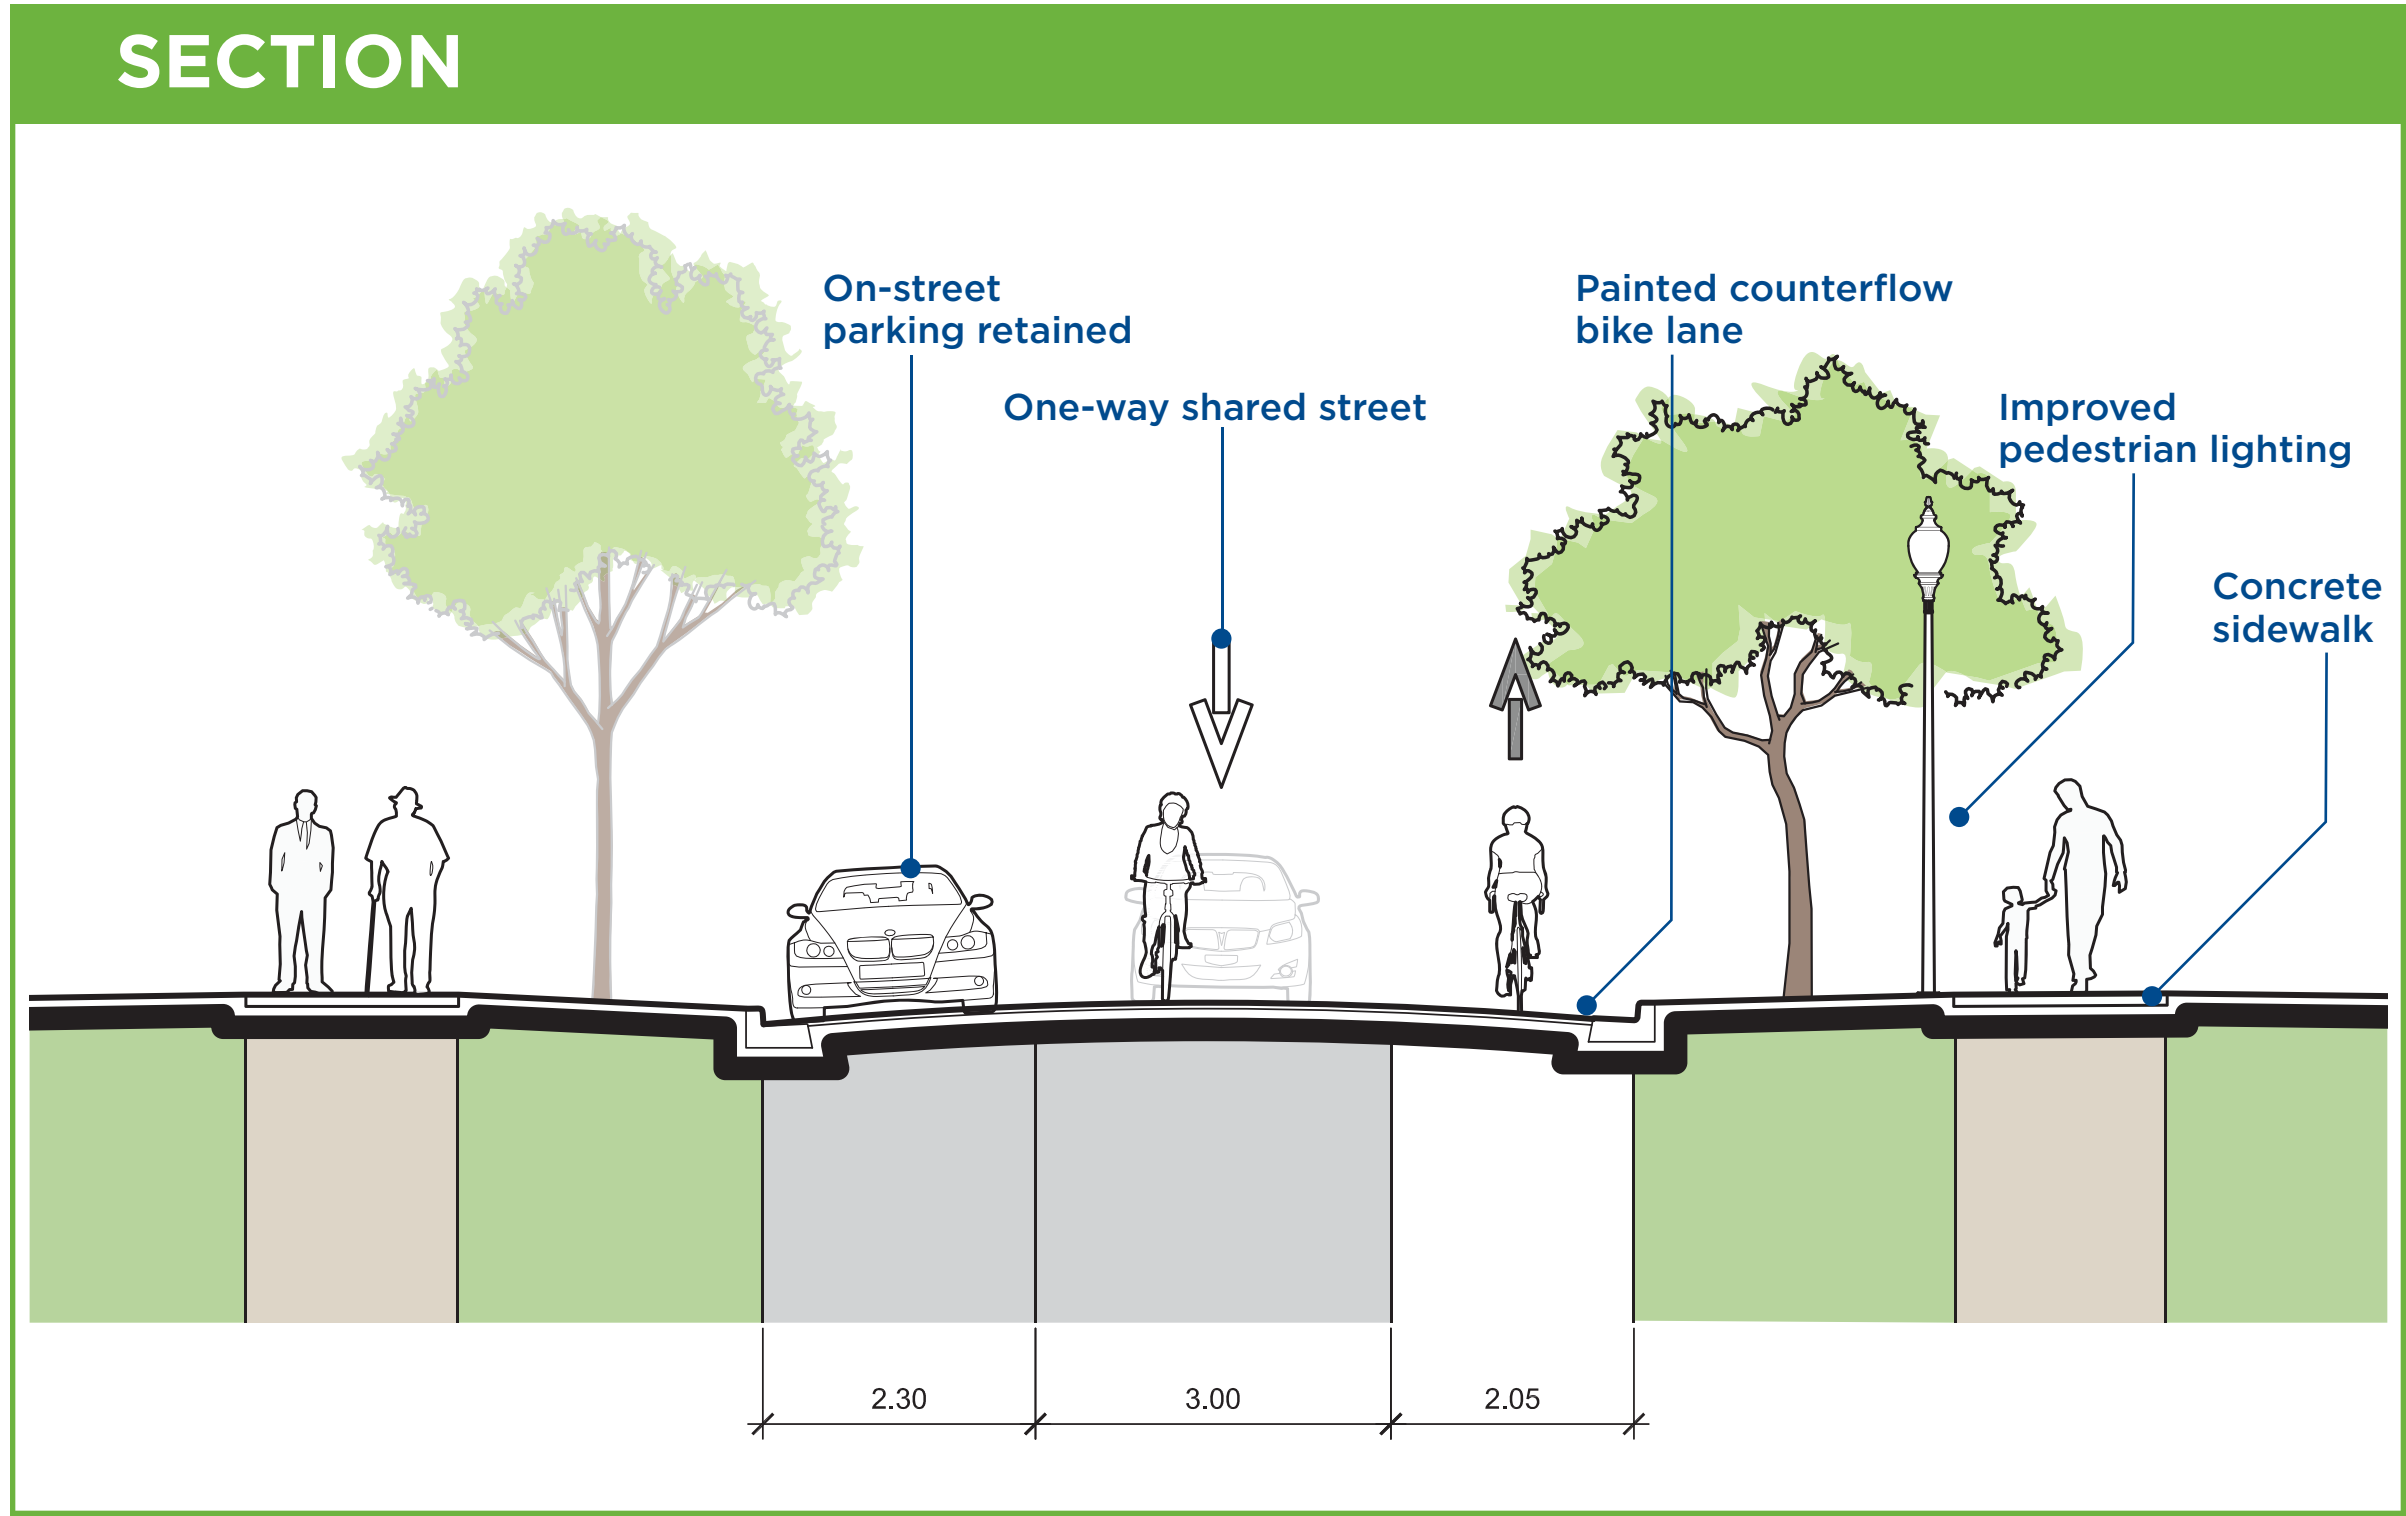 SECTION
On-street
parking retained
One-way shared street
Painted counterflow
bike lane
Improved
pedestrian lighting
Concrete
sidewalk
2.30
3.00
2.05